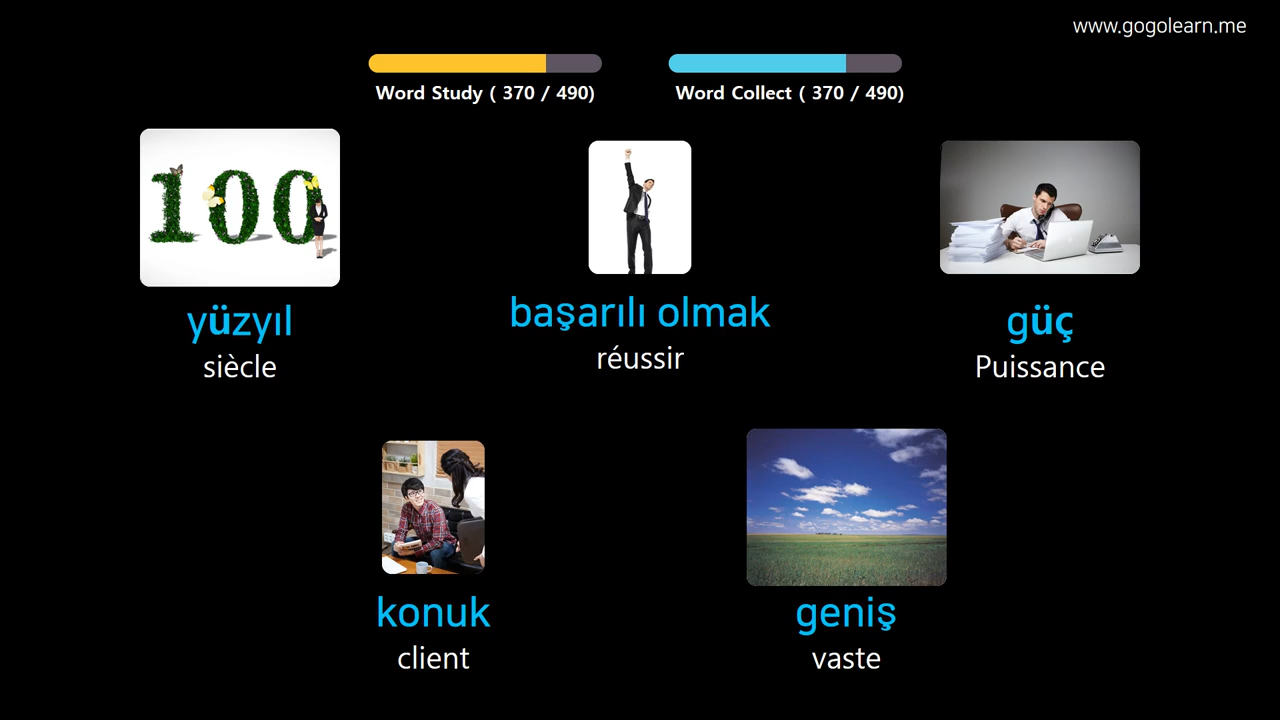 www.gogolearn.me
Word Study ( 370 / 490)
Word Collect ( 370 / 490)
100
yüzyıl
siècle
başarılı olmak
réussir
güç
Puissance
konuk
client
geniş
vaste